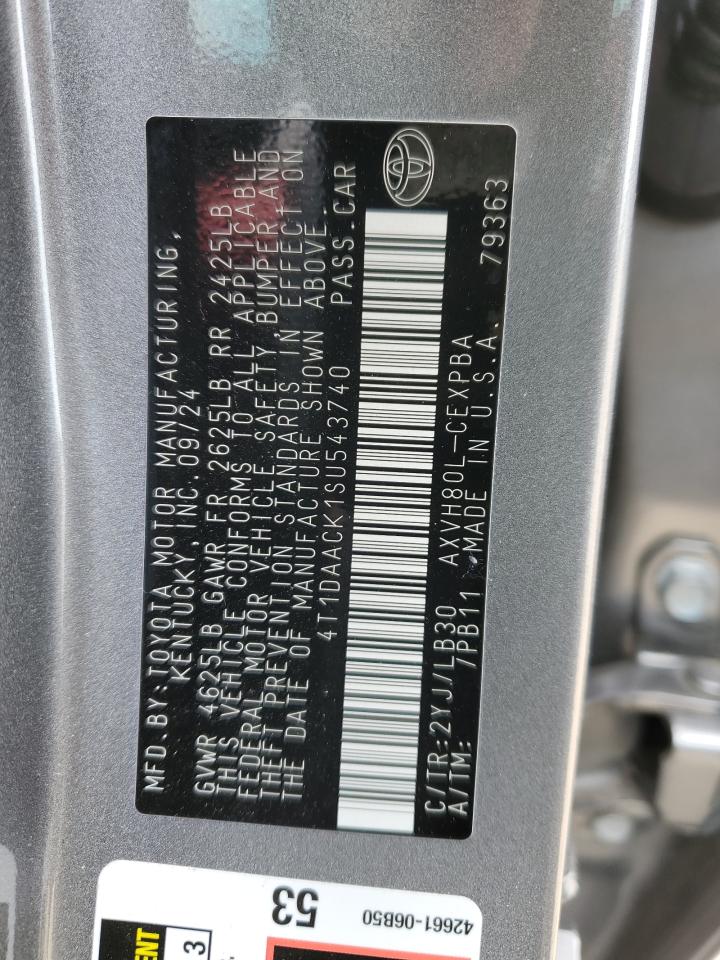 MFD.BY:TOYOTA MOTOR MANUFACTURING,
KENTUCKY, INC.09/24
GVWR 4625LB GAWR FR 2625LB RR 2425LB
THIS VEHICLE CONFORMS TO ALL APPLICABLE
FEDERAL MOTOR VEHICLE SAFETY,BUMPER,AND
THEFT PREVENTION STANDARDS IN EFFECT ON
THE DATE OF MANUFACTURE SHOWN ABOVE.
4T1DAACK1SU543740 PASS.CAR
C/TR:2YJ/LB30 AXVH80L-CEXPBA
A/TM: /PB11 MADE IN U.S.A. 79363
53
42661-06B50
ENT
3